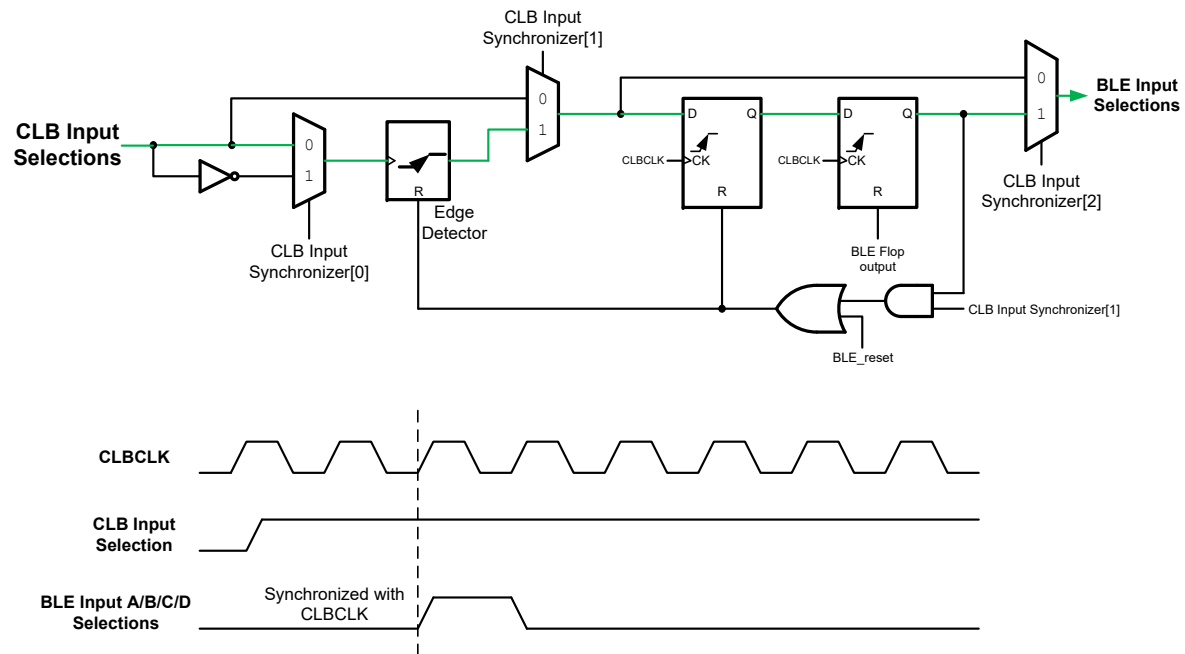 CLB Input
Synchronizer[1]
CLB Input
Selections
0
1
CLB Input
Synchronizer[0]
R
Edge
Detector
0
1
D
Q
CLBCLK
CK
R
D
Q
CLBCLK
CK
R
BLE Flop
output
0
1
BLE Input
Selections
CLB Input
Synchronizer[2]
CLB Input Synchronizer[1]
BLE_reset
CLBCLK
CLB Input
Selection
BLE Input A/B/C/D
Selections
Synchronized with
CLBCLK